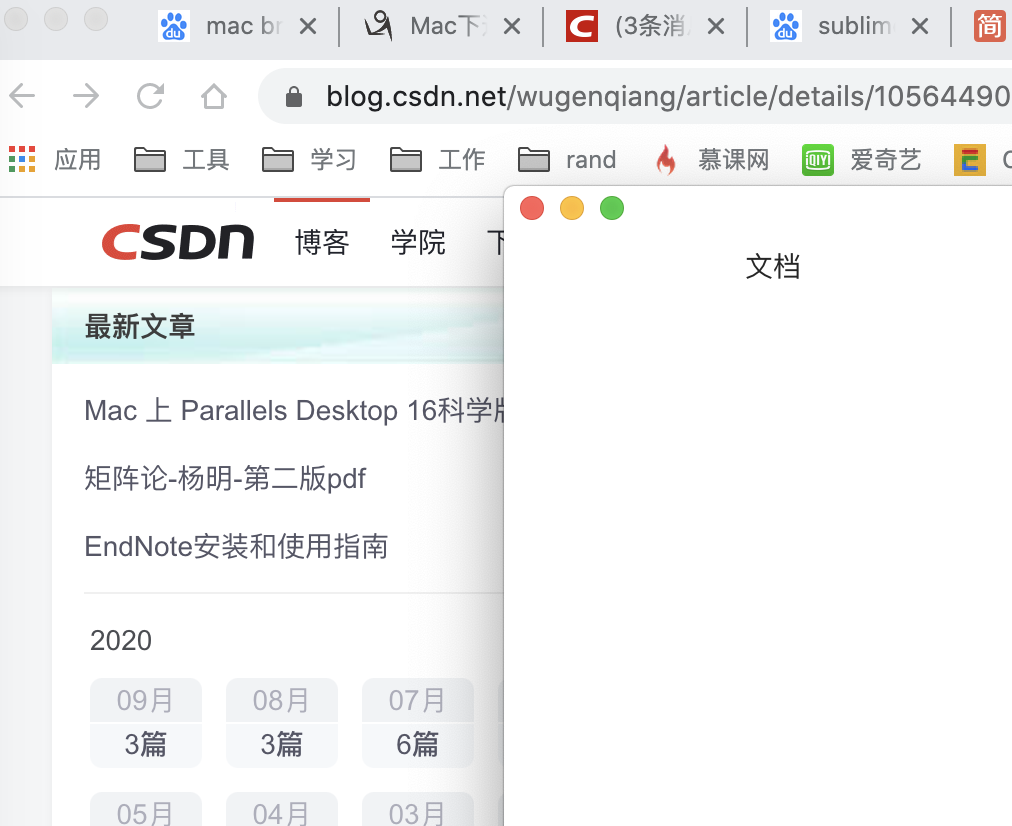 mac br
Mac下
(3条消
sublim
简
blog.csdn.net/wugenqiang/article/details/10564490
应用 工具 学习 工作 rand 慕课网 QIY 爱奇艺
CSDN 博客 学院 下
文档
最新文章
Mac 上 Parallels Desktop 16科学版
矩阵论-杨明-第二版pdf
EndNote安装和使用指南
2020
09月 08月 07月
3篇 3篇 6篇
05月 04月 03月